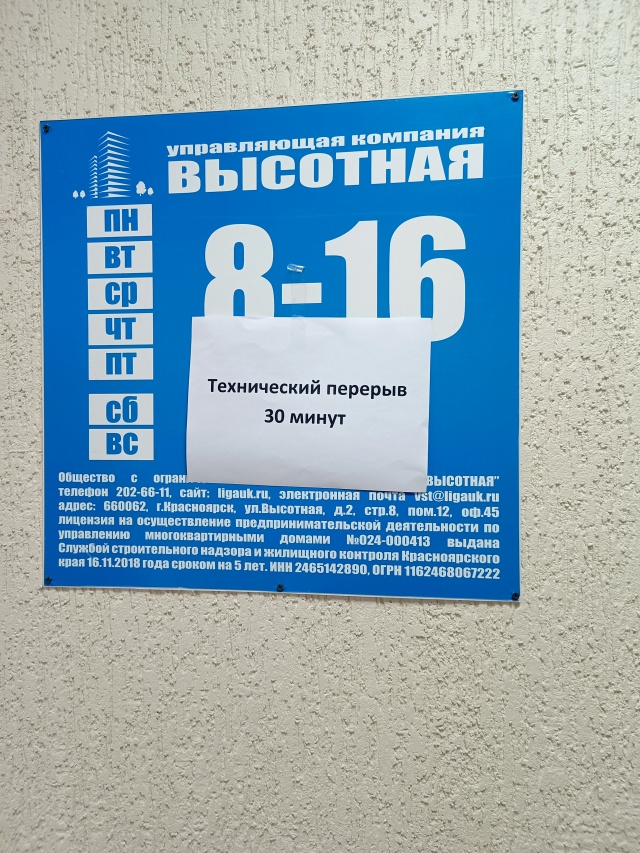 управляющая компания
ВЫСОТНАЯ
пн
вт
ср
чт
пт
сб
вс
8-16
Технический перерыв
30 минут
Общество с ВЫСОТНАЯ"
телефон 202-66-11, сайт: ligauk.ru, электронная почта vst@ligauk.ru
адрес: 660062, г.Красноярск, ул.Высотная, д.2, стр.8, пом.12, оф.45
лицензия на осуществление предпринимательской деятельности по
управлению многоквартирными домами №024-000413 выдана
Службой строительного надзора и жилищного контроля Красноярского
края 16.11.2018 года сроком на 5 лет. ИНН 2465142890, ОГРН 1162468067222